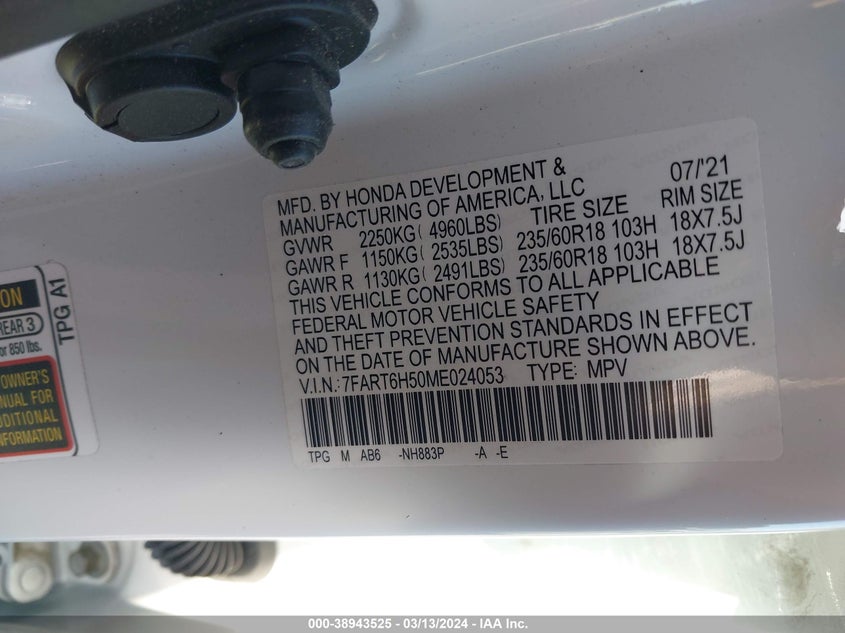 MFD. BY HONDA DEVELOPMENT & 07/'21
MANUFACTURING OF AMERICA, LLC
TIRE SIZE RIM SIZE
GVWR 2250KG( 4960LBS)
GAWR F 1150KG( 2535LBS) 235/60R18 103H 18X7.5J
GAWR R 1130KG( 2491LBS) 235/60R18 103H 18X7.5J
THIS VEHICLE CONFORMS TO ALL APPLICABLE
FEDERAL MOTOR VEHICLE SAFETY
AND THEFT PREVENTION STANDARDS IN EFFECT
ON THE DATE OF MANUFACTURE SHOWN ABOVE.
V.I.N.:7FART6H50ME024053 TYPE: MPV
TPG M AB6 -NH883P -A -E
TPG A1
REAR 3
or 850 lbs.
OWNER'S
FOR
000-38943525 - 03/13/2024 - IAA Inc.